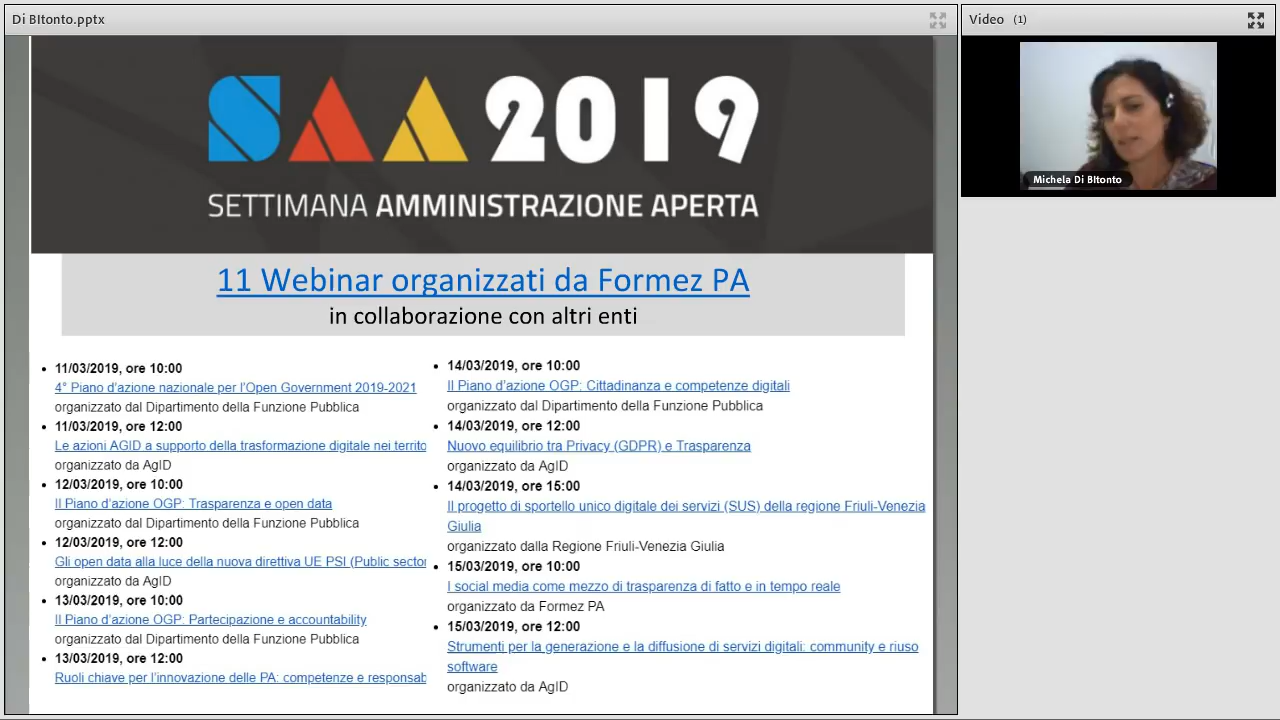 Di BItonto.pptx
Video (1)
SAA 2019
SETTIMANA AMMINISTRAZIONE APERTA
Michela Di BItonto
11 Webinar organizzati da Formez PA
in collaborazione con altri enti
• 11/03/2019, ore 10:00
4° Piano d'azione nazionale per l'Open Government 2019-2021
organizzato dal Dipartimento della Funzione Pubblica
• 11/03/2019, ore 12:00
Le azioni AGID a supporto della trasformazione digitale nei territo
organizzato da AgID
• 12/03/2019, ore 10:00
Il Piano d'azione OGP: Trasparenza e open data
organizzato dal Dipartimento della Funzione Pubblica
• 12/03/2019, ore 12:00
Gli open data alla luce della nuova direttiva UE PSI (Public sector
organizzato da AgID
• 13/03/2019, ore 10:00
Il Piano d'azione OGP: Partecipazione e accountability
organizzato dal Dipartimento della Funzione Pubblica
• 13/03/2019, ore 12:00
Ruoli chiave per l'innovazione delle PA: competenze e responsab
• 14/03/2019, ore 10:00
Il Piano d'azione OGP: Cittadinanza e competenze digitali
organizzato dal Dipartimento della Funzione Pubblica
• 14/03/2019, ore 12:00
Nuovo equilibrio tra Privacy (GDPR) e Trasparenza
organizzato da AgID
• 14/03/2019, ore 15:00
Il progetto di sportello unico digitale dei servizi (SUS) della regione Friuli-Venezia
Giulia
organizzato dalla Regione Friuli-Venezia Giulia
• 15/03/2019, ore 10:00
I social media come mezzo di trasparenza di fatto e in tempo reale
organizzato da Formez PA
• 15/03/2019, ore 12:00
Strumenti per la generazione e la diffusione di servizi digitali: community e riuso
software
organizzato da AgID